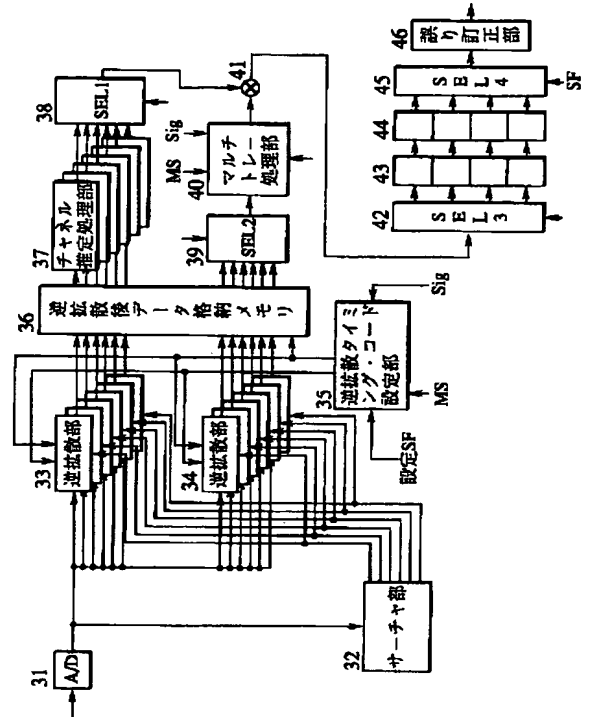 31
A/D
32
サーチャ部
33
逆拡散部
34
逆拡散部
35
逆拡散タイミ
ング・コード
設定部
設定SF
MS
Sig
36
逆拡散後データ格納メモリ
37
チャネル
推定処理部
38
SEL1
39
SEL2
40
マルチ
トレー
処理部
MS
Sig
41
42
SEL3
43
44
45
SEL4
SF
46
誤り訂正部